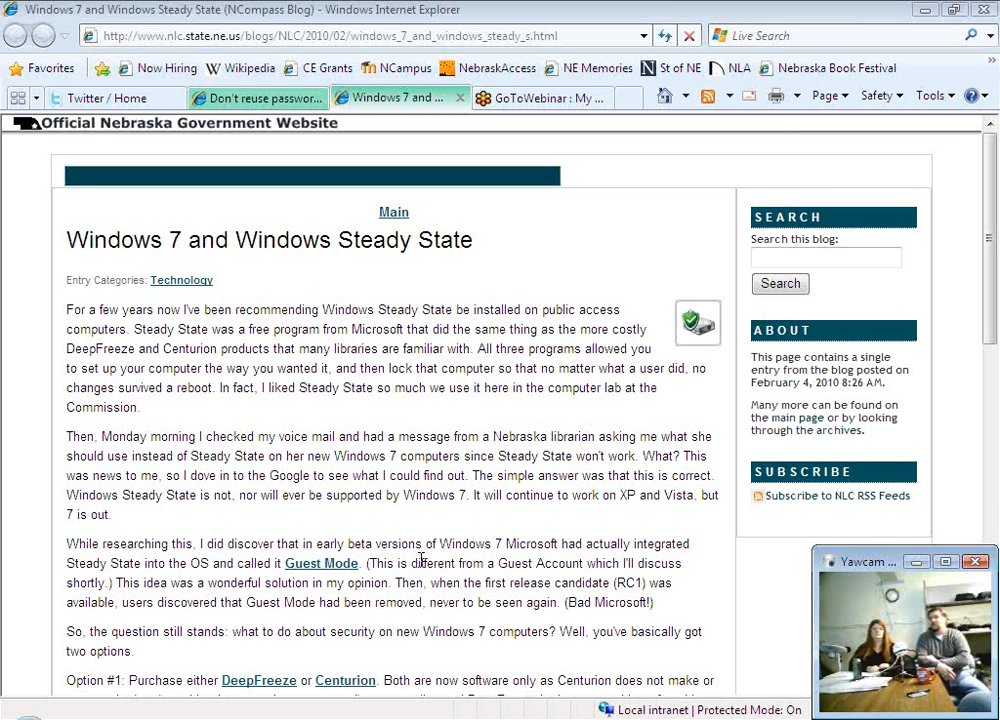 Windows 7 and Windows Steady State (NCompass Blog) - Windows Internet Explorer
http://www.nlc.state.ne.us/blogs/NLC/2010/02/windows_7_and_windows_steady_s.html
Live Search
Favorites Now Hiring Wikipedia CE Grants NCampus NebraskAccess NE Memories St of NE NLA Nebraska Book Festival
Twitter / Home Don't reuse passwor... Windows 7 and ... GoToWebinar : My ... Page Safety Tools
Official Nebraska Government Website
Main
Windows 7 and Windows Steady State
Entry Categories: Technology
For a few years now I've been recommending Windows Steady State be installed on public access
computers. Steady State was a free program from Microsoft that did the same thing as the more costly
DeepFreeze and Centurion products that many libraries are familiar with. All three programs allowed you
to set up your computer the way you wanted it, and then lock that computer so that no matter what a user did, no
changes survived a reboot. In fact, I liked Steady State so much we use it here in the computer lab at the
Commission.
Then, Monday morning I checked my voice mail and had a message from a Nebraska librarian asking me what she
should use instead of Steady State on her new Windows 7 computers since Steady State won't work. What? This
was news to me, so I dove in to the Google to see what I could find out. The simple answer was that this is correct.
Windows Steady State is not, nor will ever be supported by Windows 7. It will continue to work on XP and Vista, but
7 is out.
While researching this, I did discover that in early beta versions of Windows 7 Microsoft had actually integrated
Steady State into the OS and called it Guest Mode. (This is different from a Guest Account which I'll discuss
shortly.) This idea was a wonderful solution in my opinion. Then, when the first release candidate (RC1) was
available, users discovered that Guest Mode had been removed, never to be seen again. (Bad Microsoft!)
So, the question still stands: what to do about security on new Windows 7 computers? Well, you've basically got
two options.
Option #1: Purchase either DeepFreeze or Centurion. Both are now software only as Centurion does not make or
SEARCH
Search this blog:
Search
ABOUT
This page contains a single
entry from the blog posted on
February 4, 2010 8:26 AM.
Many more can be found on
the main page or by looking
through the archives.
SUBSCRIBE
Subscribe to NLC RSS Feeds
Yawcam ...
Local intranet | Protected Mode: On